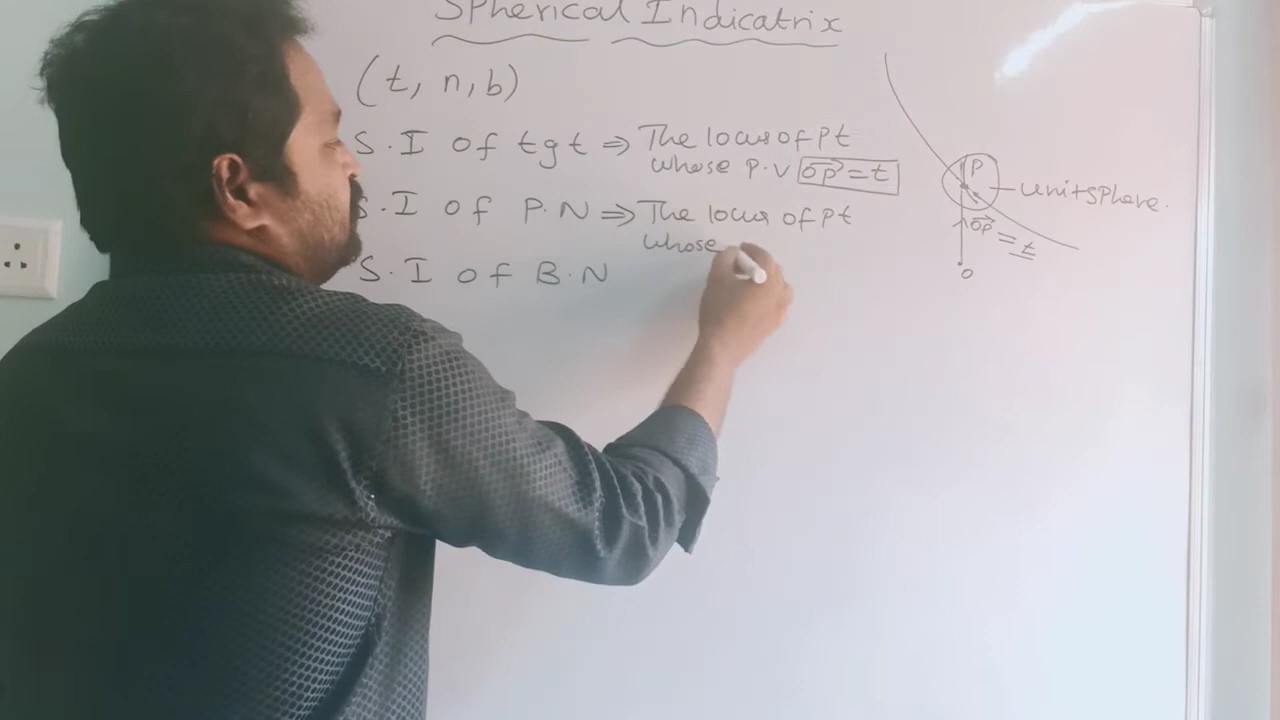 Spherical Indicatrix
(t, n, b)
S.I of tgt ⇒ The locus of pt
whose P.V OP = t
S.I of P.N ⇒ The locus of pt
whose
S.I of B.N
P
unit sphere.
OP = t
o